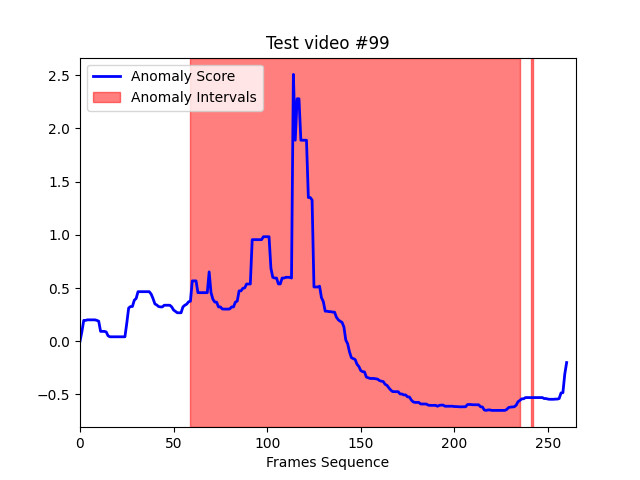 Test video #99
Anomaly Score
Anomaly Intervals
2.5
2.0
1.5
1.0
0.5
0.0
−0.5
0 50 100 150 200 250
Frames Sequence